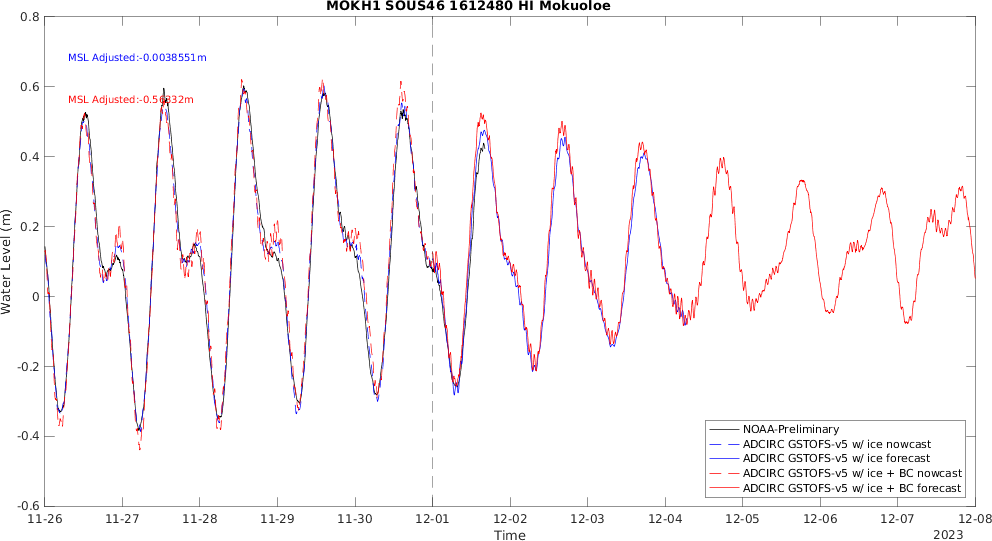 MOKH1 SOUS46 1612480 HI Mokuoloe
0.8
MSL Adjusted:-0.0038551m
0.6
MSL Adjusted:-0.56332m
0.4
0.2
0
-0.2
-0.4
-0.6
Water Level (m)
NOAA-Preliminary
ADCIRC GSTOFS-v5 w/ ice nowcast
ADCIRC GSTOFS-v5 w/ ice forecast
ADCIRC GSTOFS-v5 w/ ice + BC nowcast
ADCIRC GSTOFS-v5 w/ ice + BC forecast
11-26 11-27 11-28 11-29 11-30 12-01 12-02 12-03 12-04 12-05 12-06 12-07 12-08
Time
2023